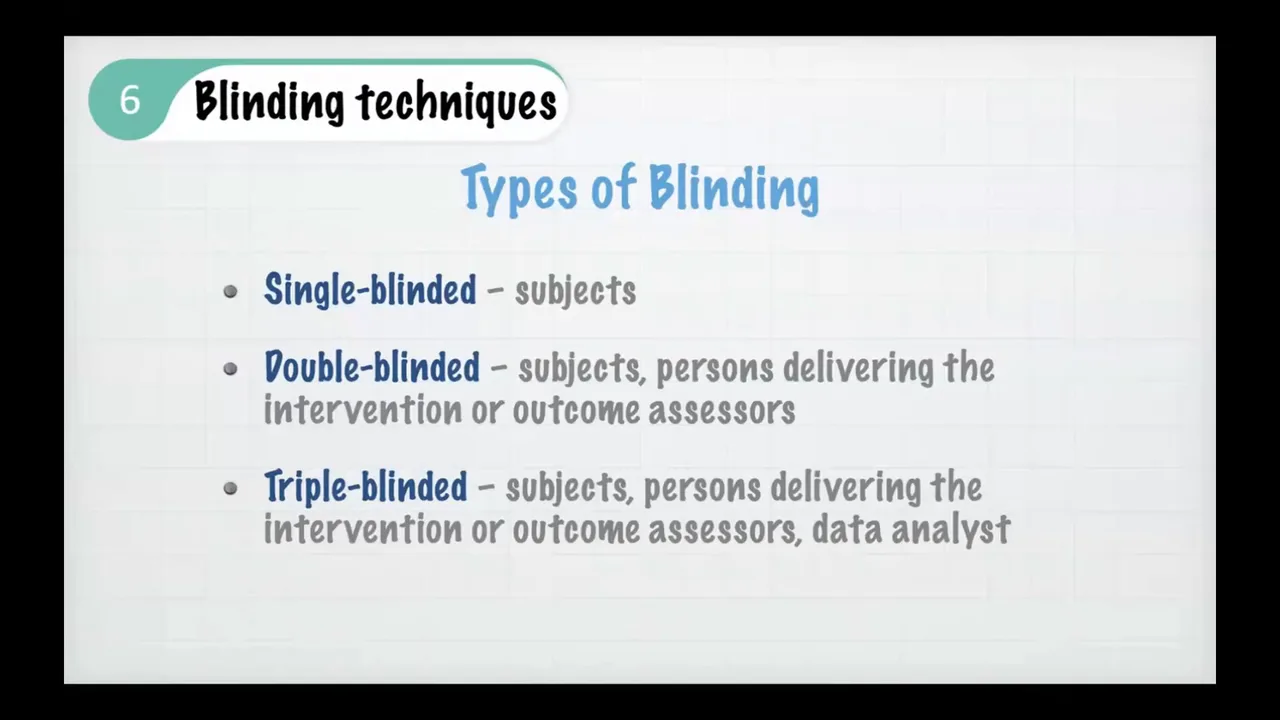 6
Blinding techniques
Types of Blinding
• Single-blinded – subjects
• Double-blinded – subjects, persons delivering the
intervention or outcome assessors
• Triple-blinded – subjects, persons delivering the
intervention or outcome assessors, data analyst